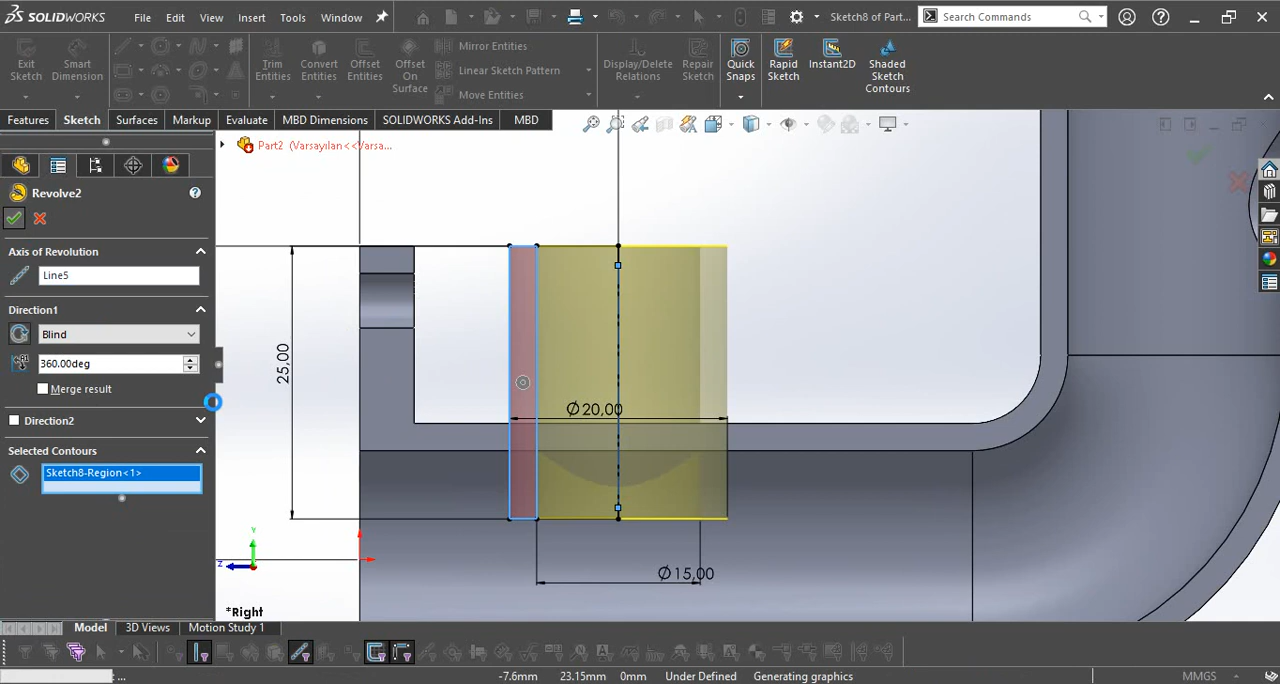 SOLIDWORKS File Edit View Insert Tools Window Sketch8 of Part... Search Commands
Exit Sketch
Smart Dimension
Trim Entities
Convert Entities
Offset Entities
Offset On Surface
Mirror Entities
Linear Sketch Pattern
Move Entities
Display/Delete Relations
Repair Sketch
Quick Snaps
Rapid Sketch
Instant2D
Shaded Sketch Contours
Features Sketch Surfaces Markup Evaluate MBD Dimensions SOLIDWORKS Add-Ins MBD
Part2 (Varsayılan<<Varsa...
Revolve2
Axis of Revolution
Line5
Direction1
Blind
360.00deg
Merge result
Direction2
Selected Contours
Sketch8-Region<1>
25,00
Ø20,00
Ø15,00
Y
Z
*Right
Model 3D Views Motion Study 1
... -7.6mm 23.15mm 0mm Under Defined Generating graphics MMGS